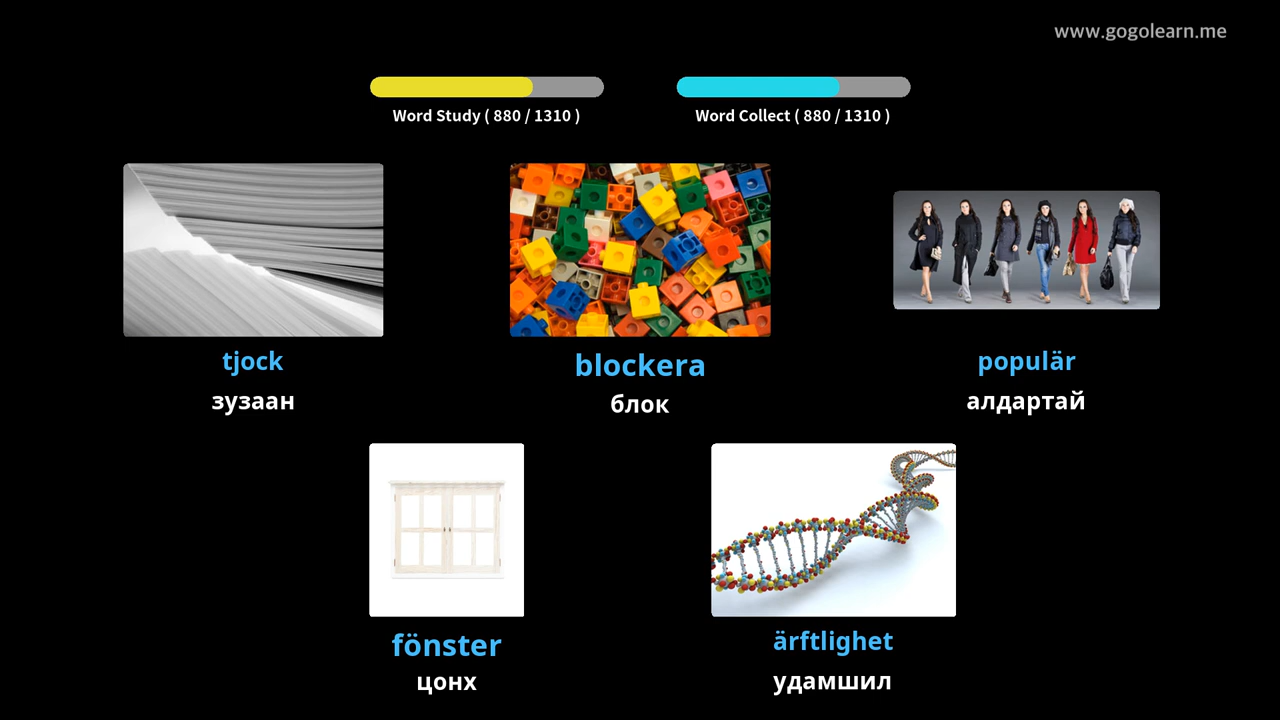 www.gogolearn.me
Word Study ( 880 / 1310 )
Word Collect ( 880 / 1310 )
tjock
зузаан
blockera
блок
populär
алдартай
fönster
цонх
ärftlighet
удамшил